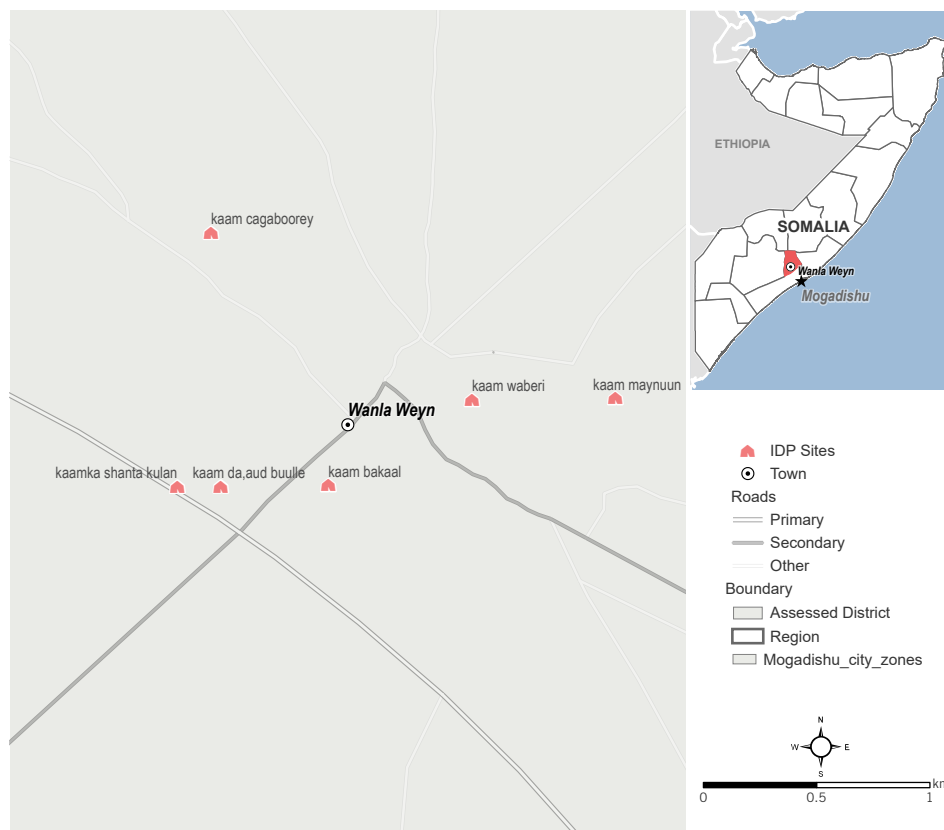 kaam cagaboorey
kaam waberi
kaam maynuun
Wanla Weyn
kaamka shanta kulan
kaam da,aud buulle
kaam bakaal
ETHIOPIA
SOMALIA
Wanla Weyn
Mogadishu
IDP Sites
Town
Roads
Primary
Secondary
Other
Boundary
Assessed District
Region
Mogadishu_city_zones
N
W
E
S
km
0
0.5
1